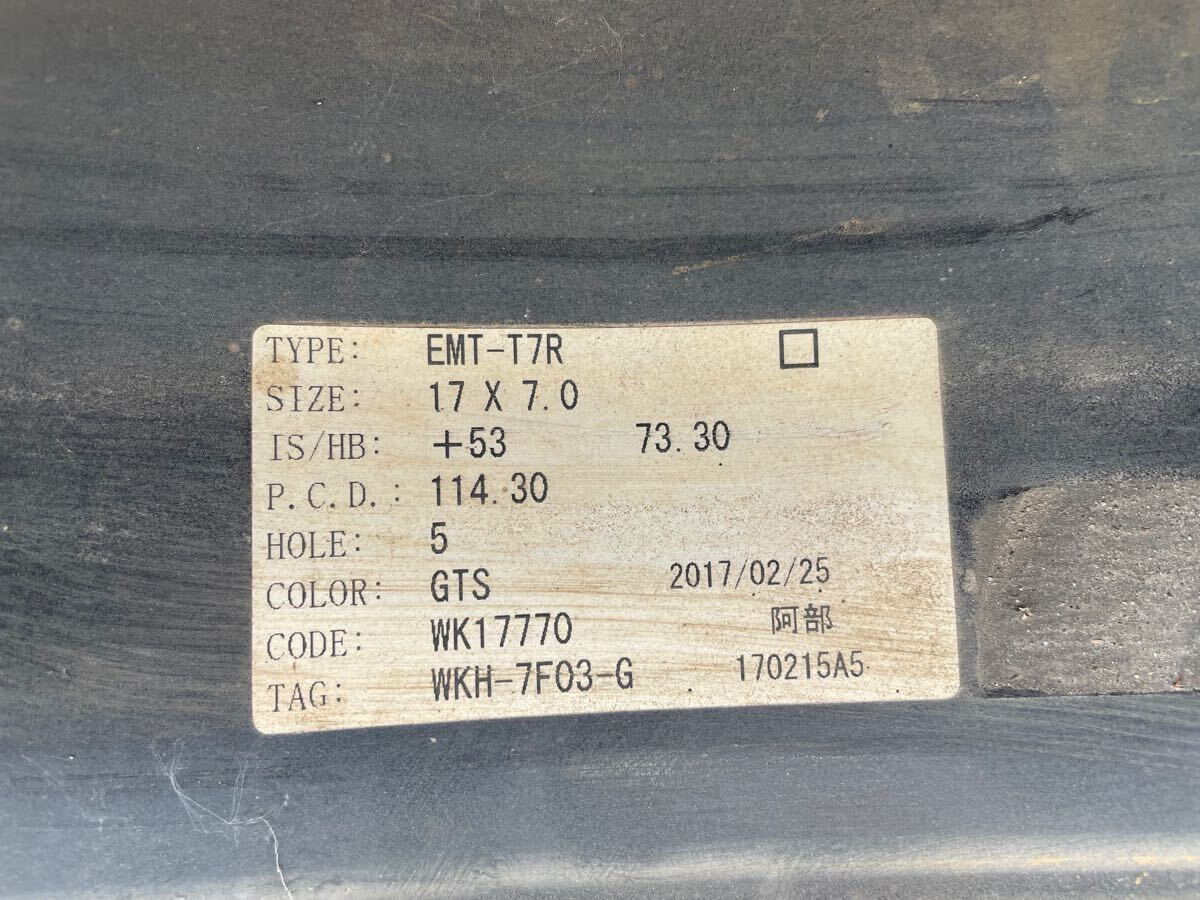 TYPE: EMT-T7R □
SIZE: 17 X 7.0
IS/HB: +53 73.30
P.C.D.: 114.30
HOLE: 5
COLOR: GTS 2017/02/25
CODE: WK17770 阿部
TAG: WKH-7F03-G 170215A5